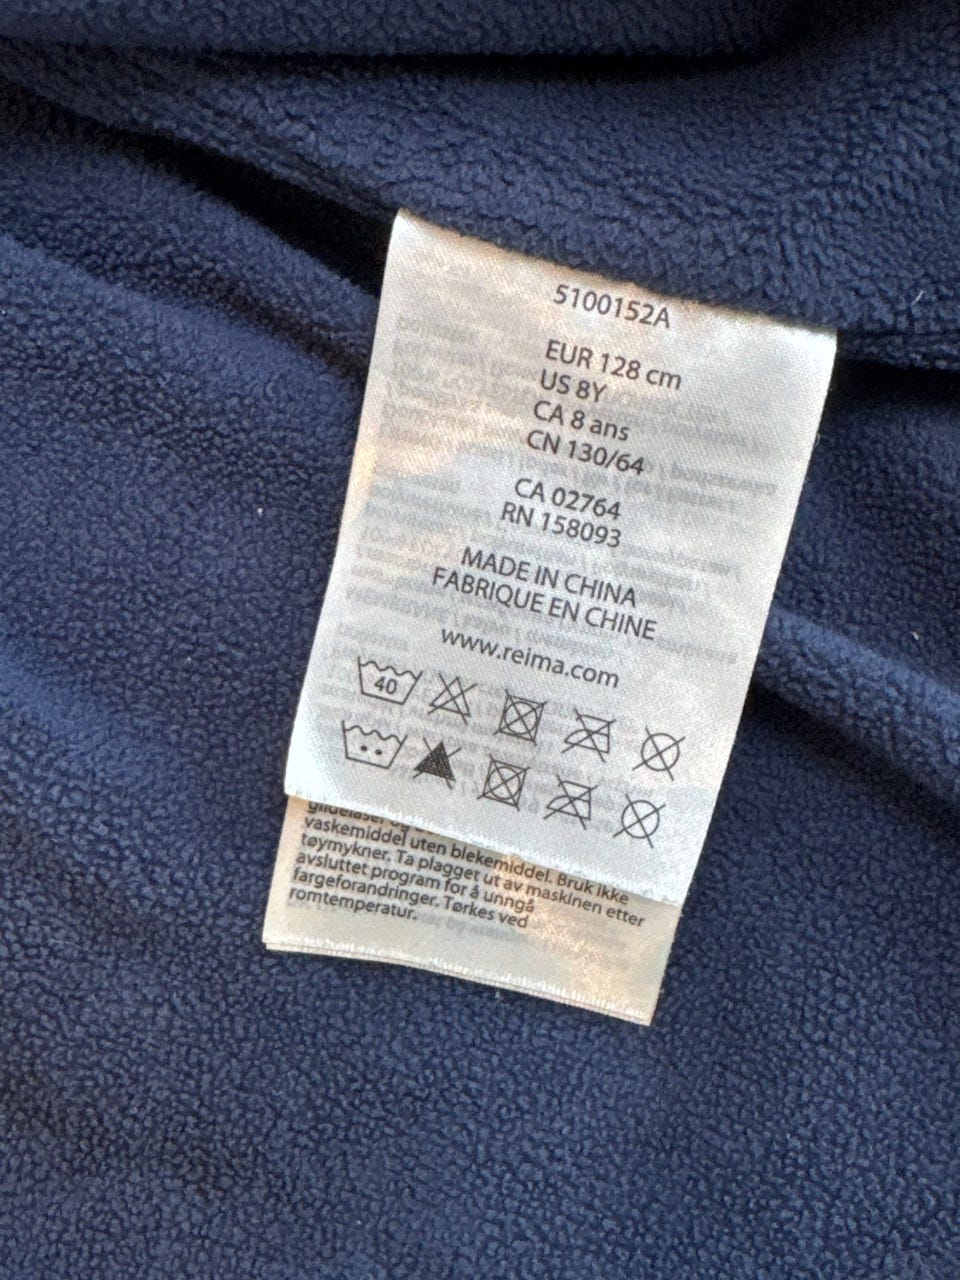 5100152A
EUR 128 cm
US 8Y
CA 8 ans
CN 130/64
CA 02764
RN 158093
MADE IN CHINA
FABRIQUE EN CHINE
www.reima.com
40
vaskemiddel uten blekemiddel. Bruk ikke
tøymykner. Ta plagget ut av maskinen etter
avsluttet program for å unngå
fargeforandringer. Tørkes ved
romtemperatur.